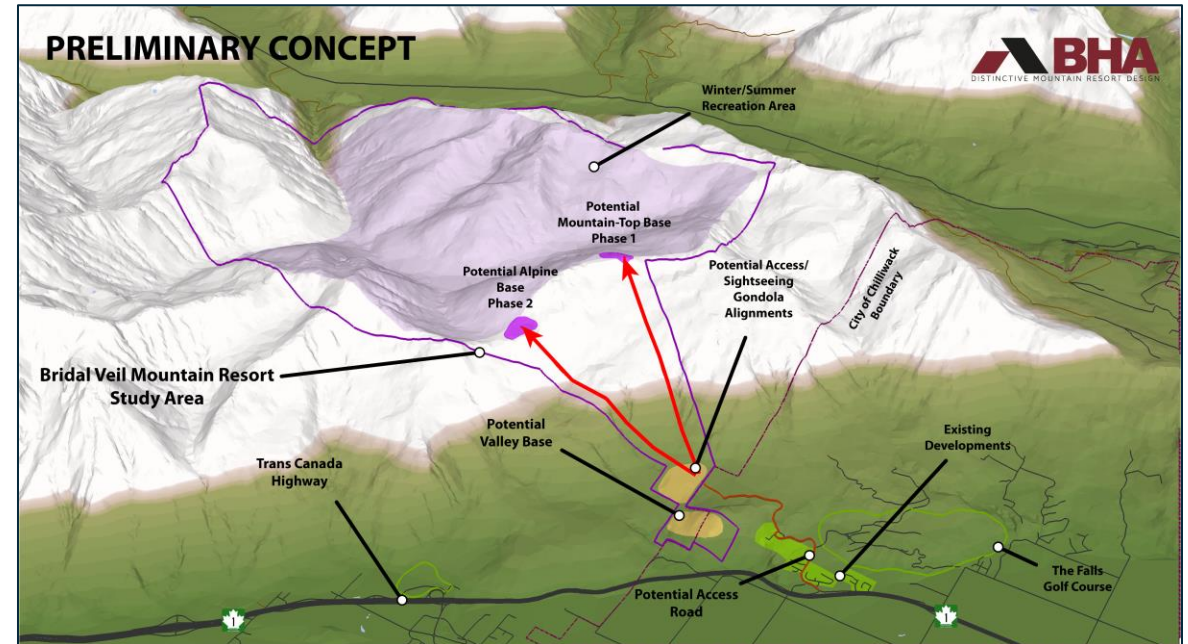 PRELIMINARY CONCEPT
BHA
DISTINCTIVE MOUNTAIN RESORT DESIGN
Winter/Summer
Recreation Area
Potential
Mountain-Top Base
Phase 1
Potential Alpine
Base
Phase 2
Potential Access/
Sightseeing
Gondola
Alignments
City of Chilliwack
Boundary
Bridal Veil Mountain Resort
Study Area
Potential
Valley Base
Existing
Developments
Trans Canada
Highway
The Falls
Golf Course
Potential Access
Road
1
1